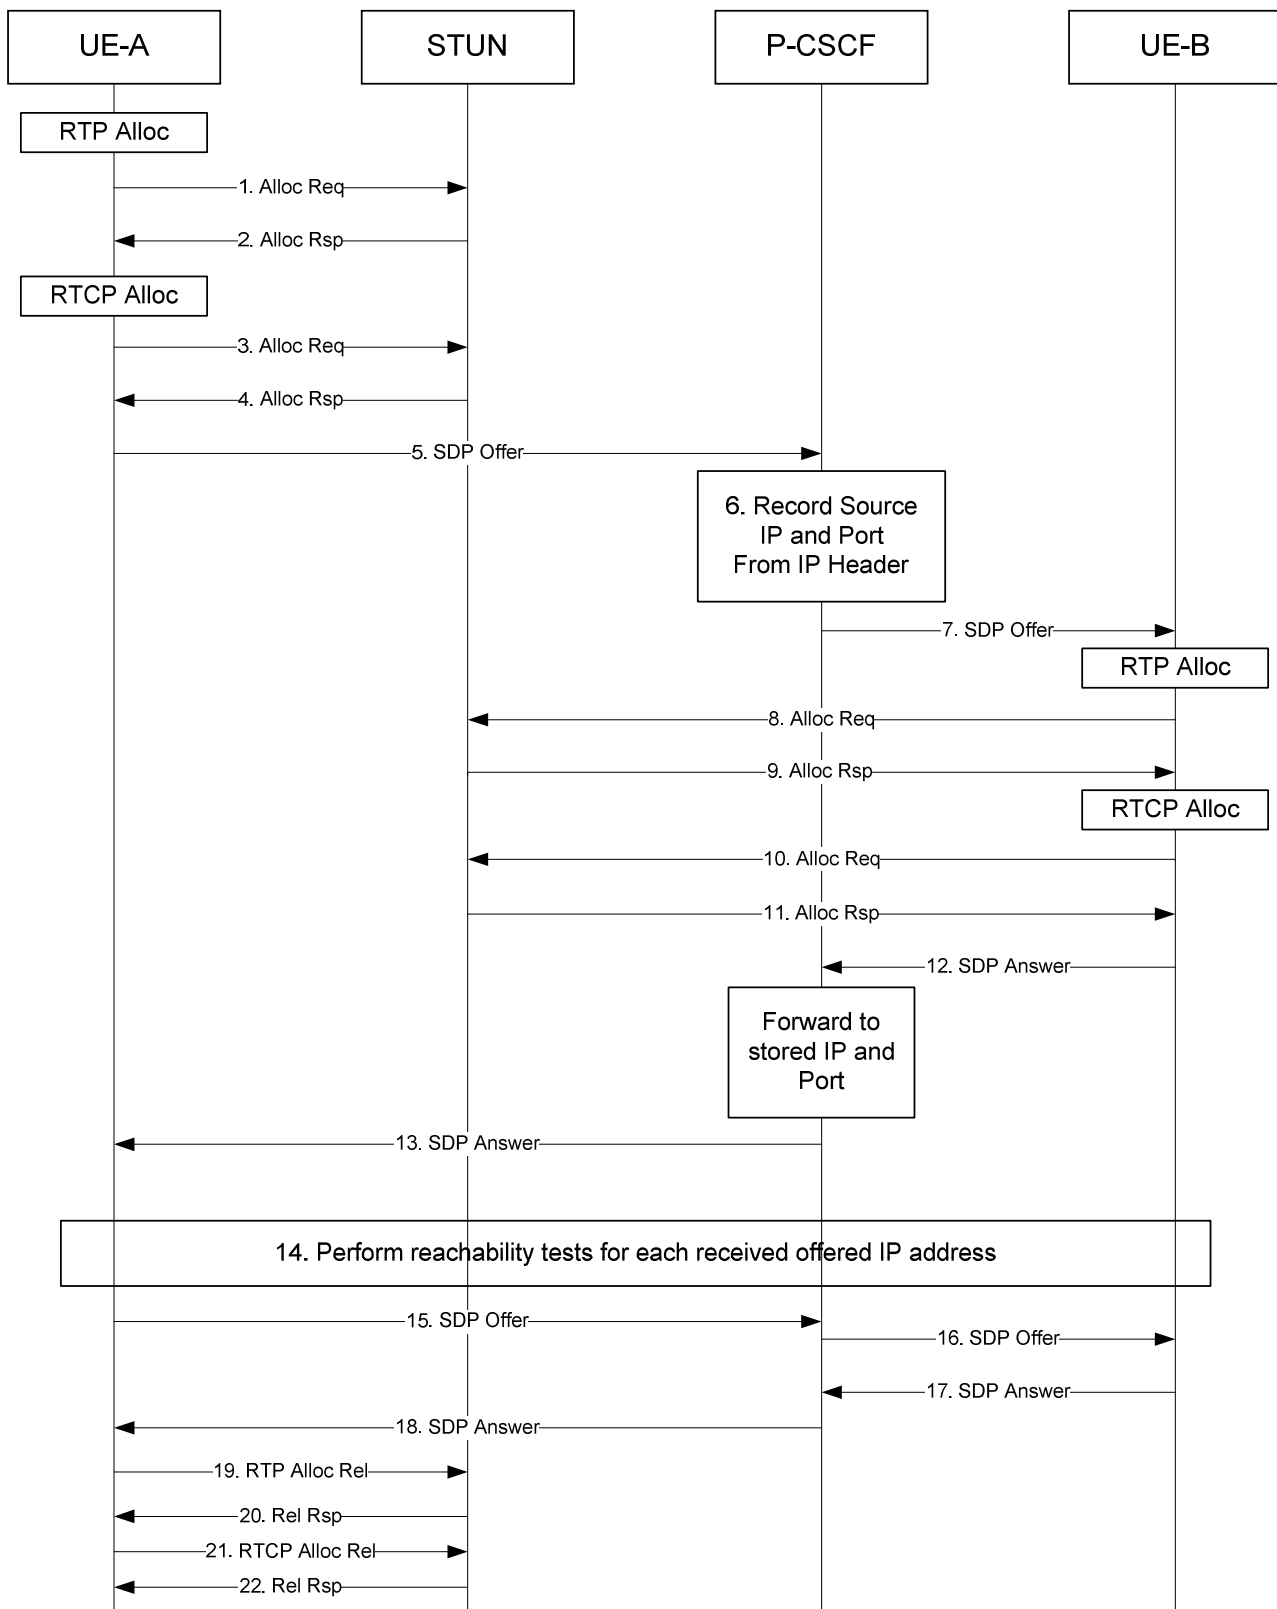 UE-A
STUN
P-CSCF
UE-B
RTP Alloc
1. Alloc Req
2. Alloc Rsp
RTCP Alloc
3. Alloc Req
4. Alloc Rsp
5. SDP Offer
6. Record Source
IP and Port
From IP Header
7. SDP Offer
RTP Alloc
8. Alloc Req
9. Alloc Rsp
RTCP Alloc
10. Alloc Req
11. Alloc Rsp
12. SDP Answer
Forward to
stored IP and
Port
13. SDP Answer
14. Perform reachability tests for each received offered IP address
15. SDP Offer
16. SDP Offer
17. SDP Answer
18. SDP Answer
19. RTP Alloc Rel
20. Rel Rsp
21. RTCP Alloc Rel
22. Rel Rsp